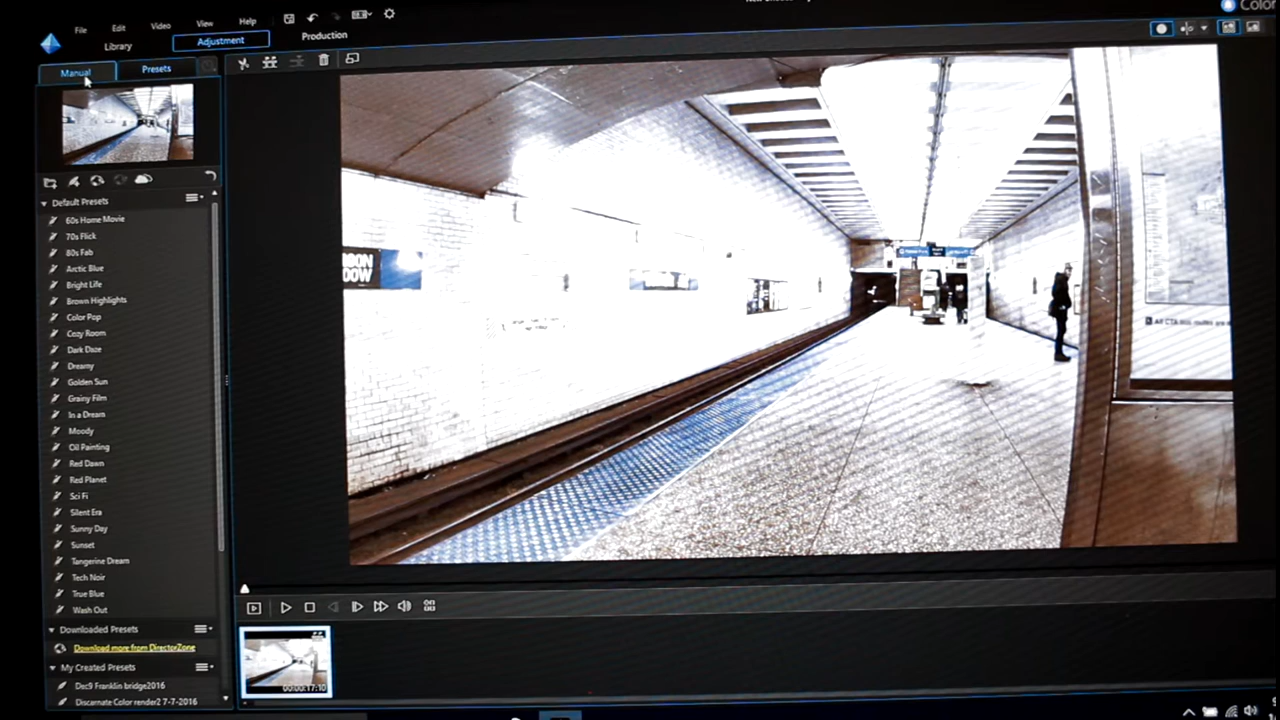 Color
File Edit Video View Help
Library Adjustment Production
Manual Presets
Default Presets
60s Home Movie
70s Flick
80s Fab
Arctic Blue
Bright Life
Brown Highlights
Color Pop
Cozy Room
Dark Daze
Dreamy
Golden Sun
Grainy Film
In a Dream
Moody
Oil Painting
Red Dawn
Red Planet
Sci Fi
Silent Era
Sunny Day
Sunset
Tangerine Dream
Tech Noir
True Blue
Wash Out
Downloaded Presets
Download more from DirectorZone
My Created Presets
Dec9 Franklin bridge2016
Discarnate Color render2 7-7-2016
00:00:17:10